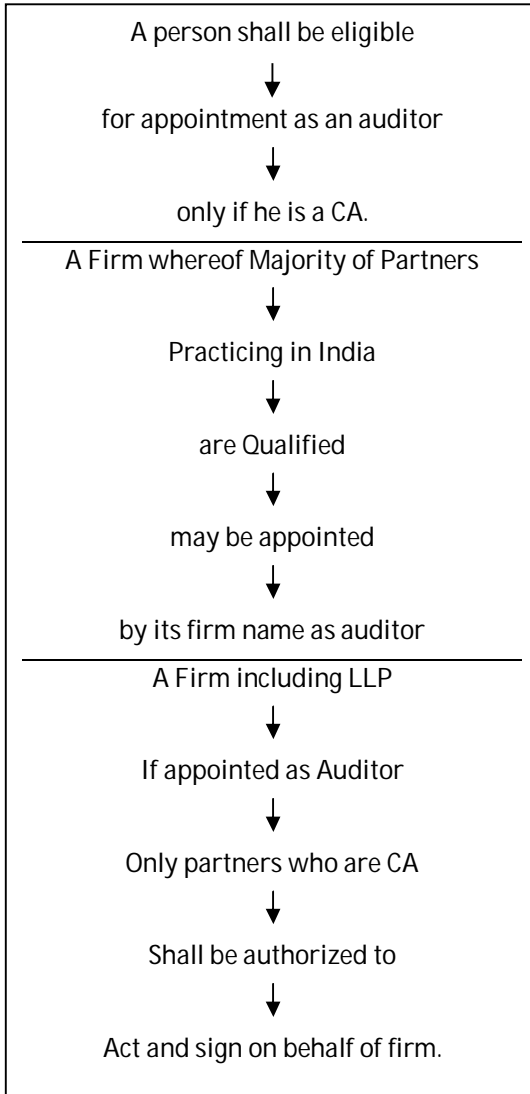 A person shall be eligible
for appointment as an auditor
only if he is a CA.
A Firm whereof Majority of Partners
Practicing in India
are Qualified
may be appointed
by its firm name as auditor
A Firm including LLP
If appointed as Auditor
Only partners who are CA
Shall be authorized to
Act and sign on behalf of firm.